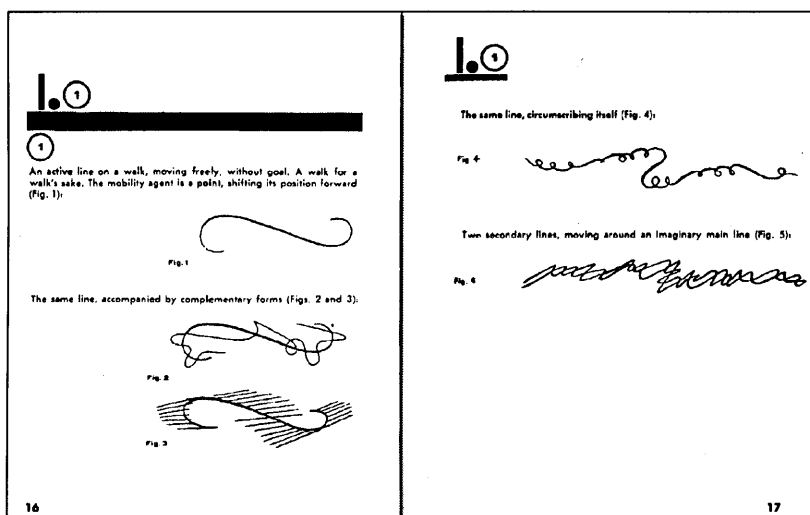 I. 1
1
An active line on a walk, moving freely, without goal. A walk for a
walk's sake. The mobility agent is a point, shifting its position forward
(Fig. 1):
Fig. 1
The same line, accompanied by complementary forms (Figs. 2 and 3):
Fig. 2
Fig. 3
16
I. 1
The same line, circumscribing itself (Fig. 4):
Fig 4
Two secondary lines, moving around an imaginary main line (Fig. 5):
Fig.
17